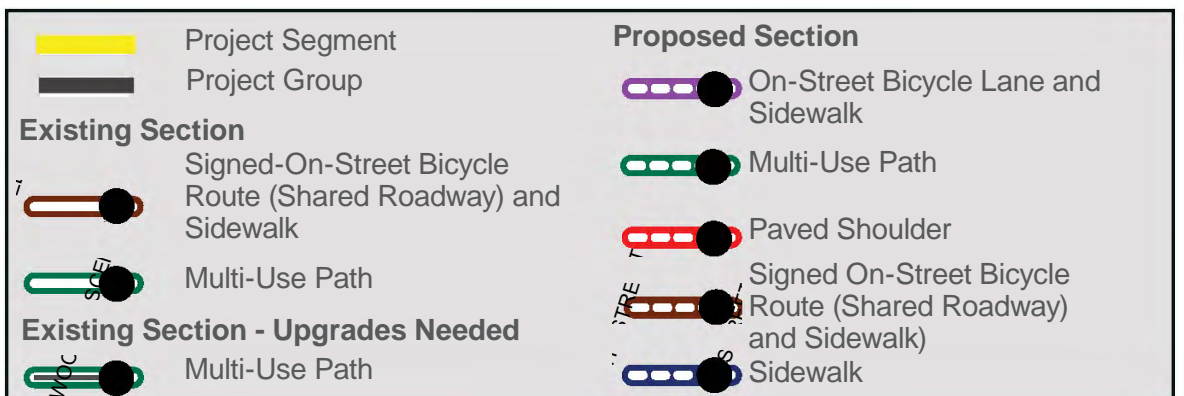 Project Segment
Project Group
Existing Section
Signed-On-Street Bicycle
Route (Shared Roadway) and
Sidewalk
Multi-Use Path
Existing Section - Upgrades Needed
Multi-Use Path
Proposed Section
On-Street Bicycle Lane and
Sidewalk
Multi-Use Path
Paved Shoulder
Signed On-Street Bicycle
Route (Shared Roadway)
and Sidewalk)
Sidewalk